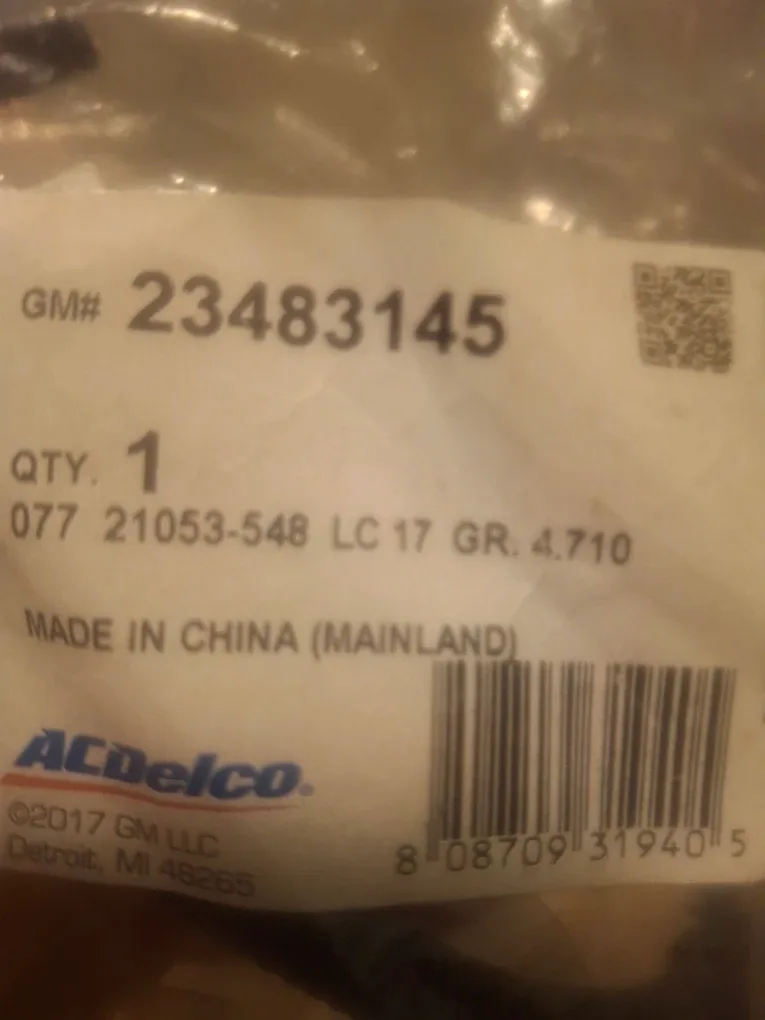 GM# 23483145
QTY. 1
077 21053-548 LC 17 GR. 4.710
MADE IN CHINA (MAINLAND)
ACDelco®
©2017 GM LLC
Detroit, MI 48265
8 08709 31940 5